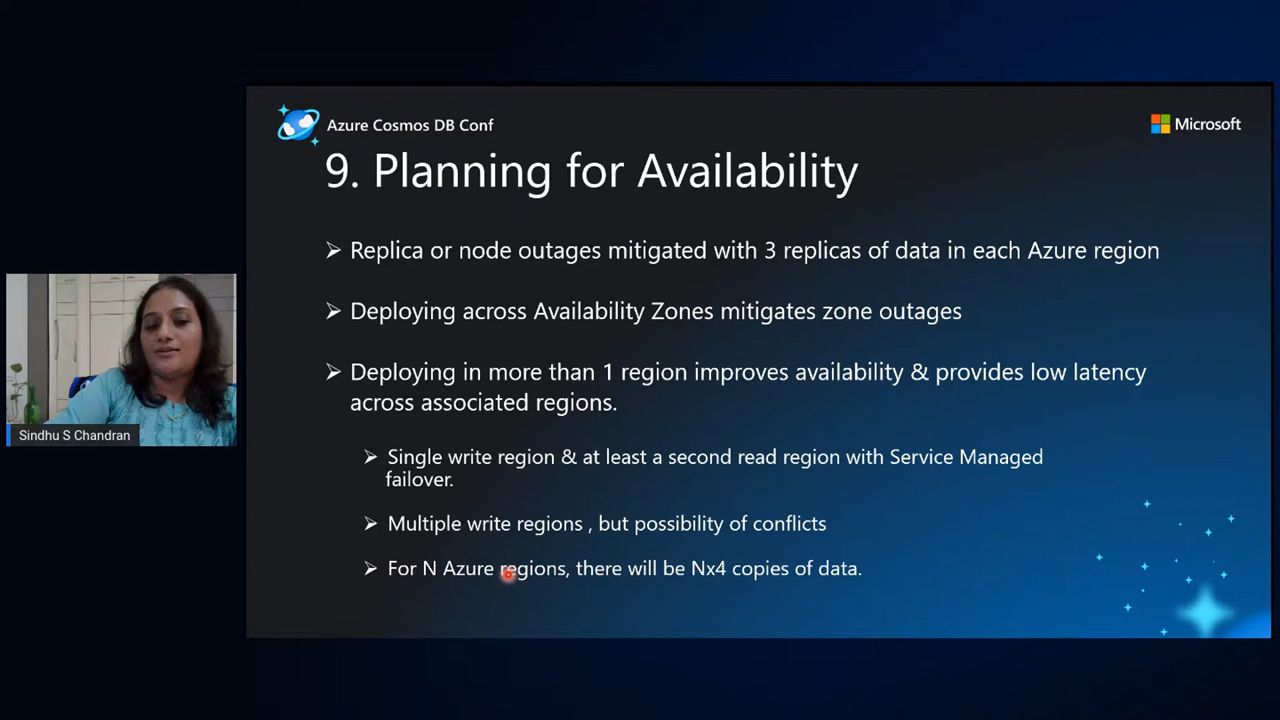 Azure Cosmos DB Conf
Microsoft
9. Planning for Availability
Replica or node outages mitigated with 3 replicas of data in each Azure region
Deploying across Availability Zones mitigates zone outages
Deploying in more than 1 region improves availability & provides low latency
across associated regions.
Single write region & at least a second read region with Service Managed
failover.
Multiple write regions , but possibility of conflicts
For N Azure regions, there will be Nx4 copies of data.
Sindhu S Chandran